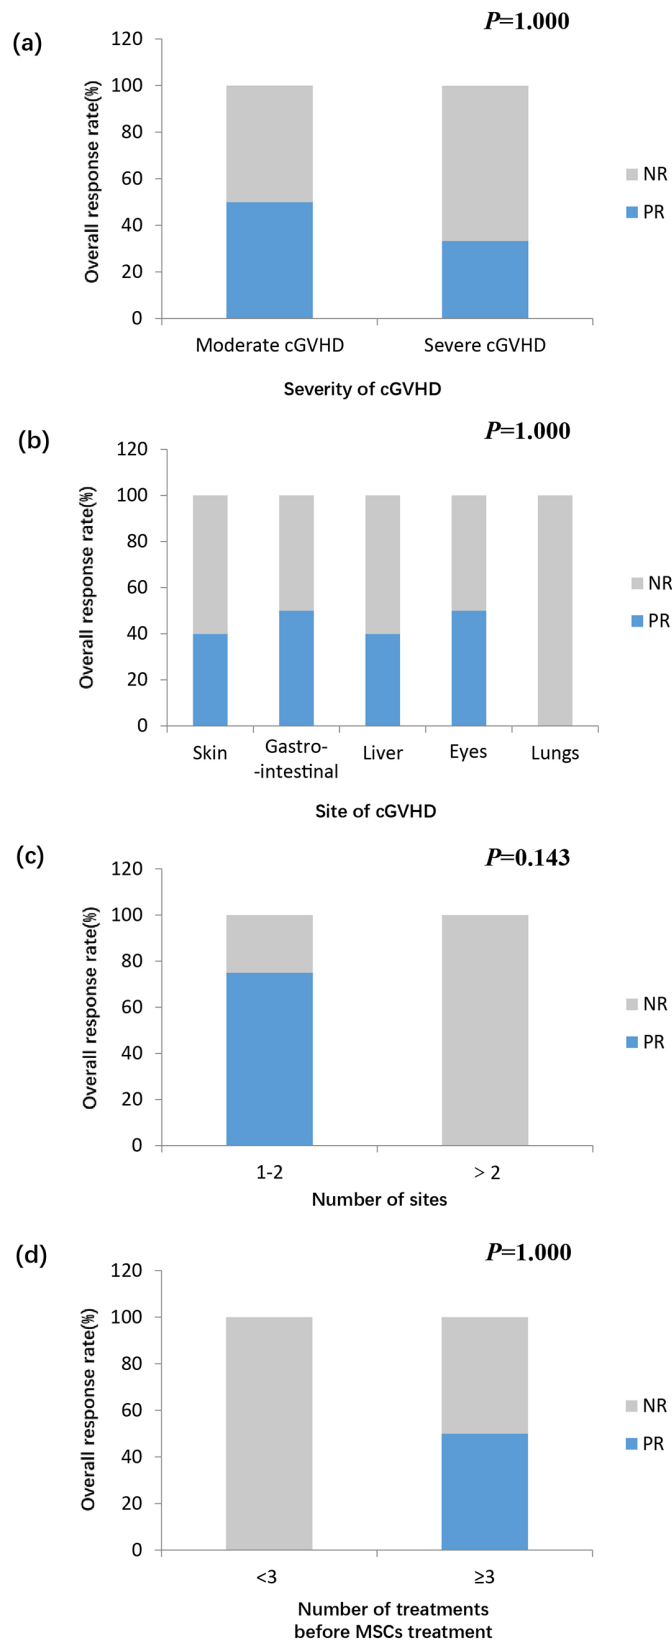 (a)
P=1.000
Overall response rate(%)
120
100
80
60
40
20
0
NR
PR
Moderate cGVHD
Severe cGVHD
Severity of cGVHD
(b)
P=1.000
Overall response rate(%)
120
100
80
60
40
20
0
NR
PR
Skin
Gastro-
-intestinal
Liver
Eyes
Lungs
Site of cGVHD
(c)
P=0.143
Overall response rate(%)
120
100
80
60
40
20
0
NR
PR
1-2
> 2
Number of sites
(d)
P=1.000
Overall response rate(%)
120
100
80
60
40
20
0
NR
PR
<3
≥3
Number of treatments
before MSCs treatment